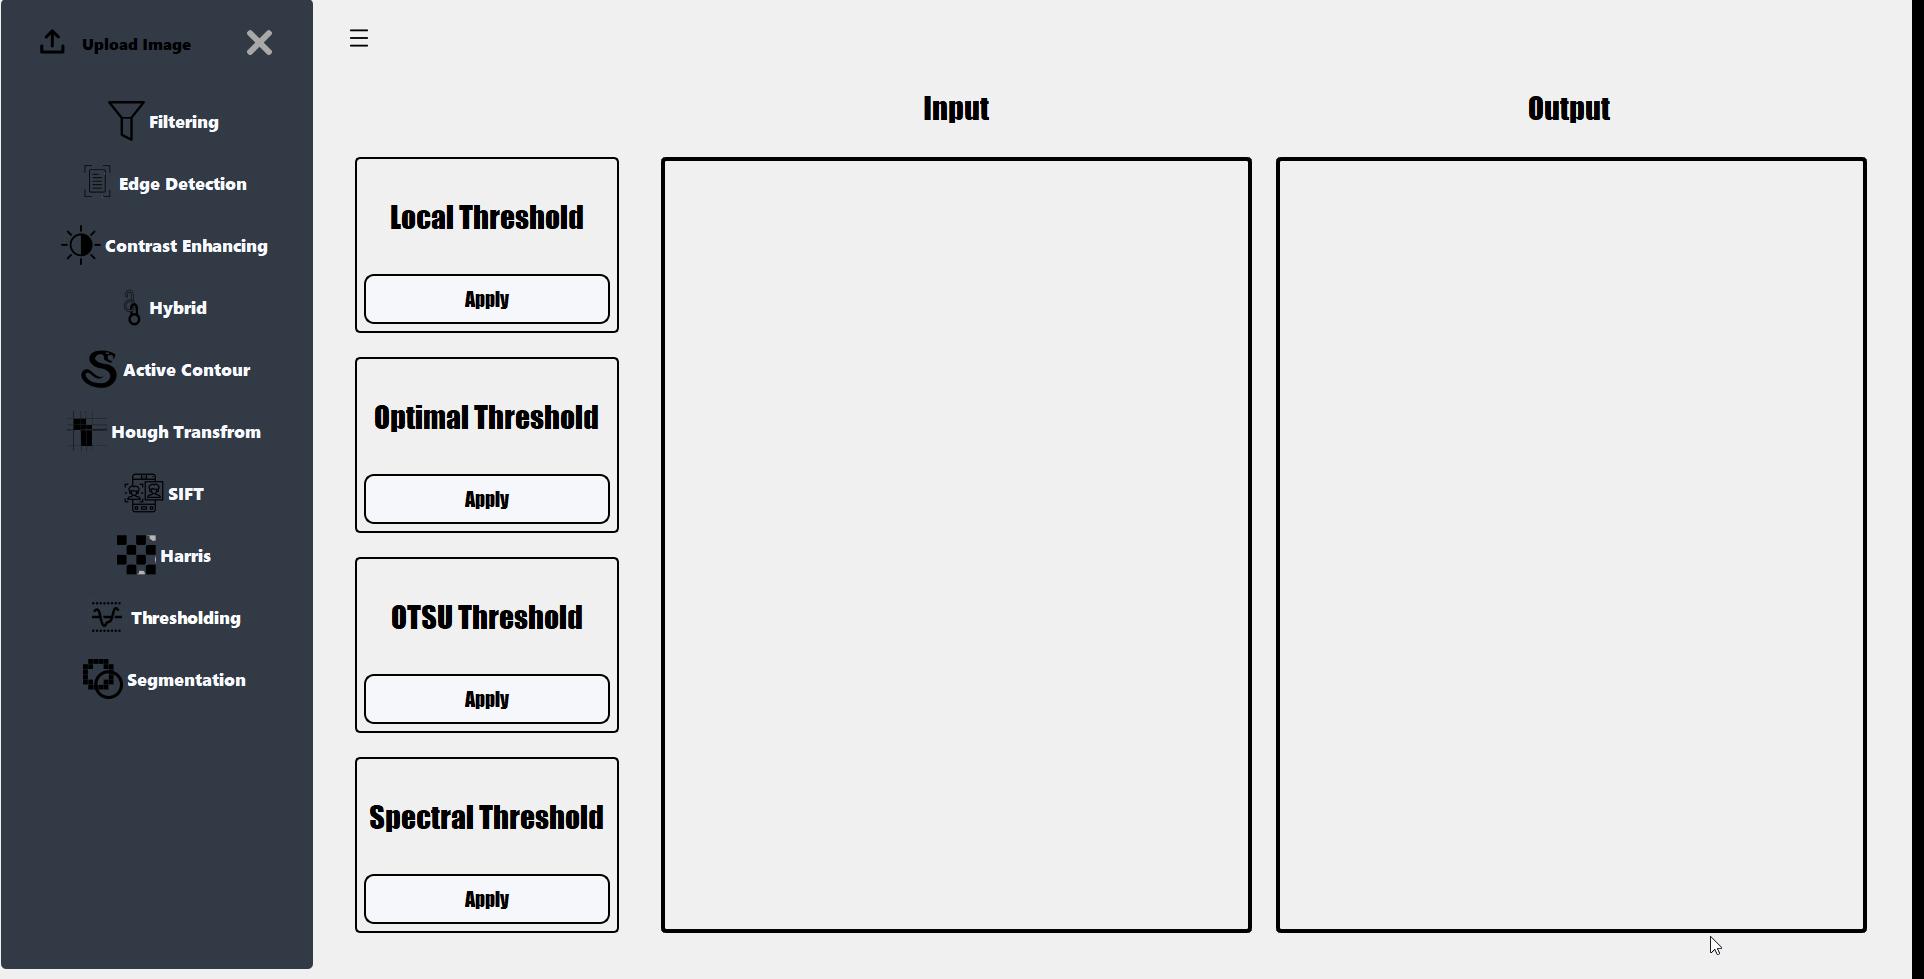 Upload Image
Filtering
Edge Detection
Contrast Enhancing
Hybrid
Active Contour
Hough Transfrom
SIFT
Harris
Thresholding
Segmentation
Input
Output
Local Threshold
Apply
Optimal Threshold
Apply
OTSU Threshold
Apply
Spectral Threshold
Apply